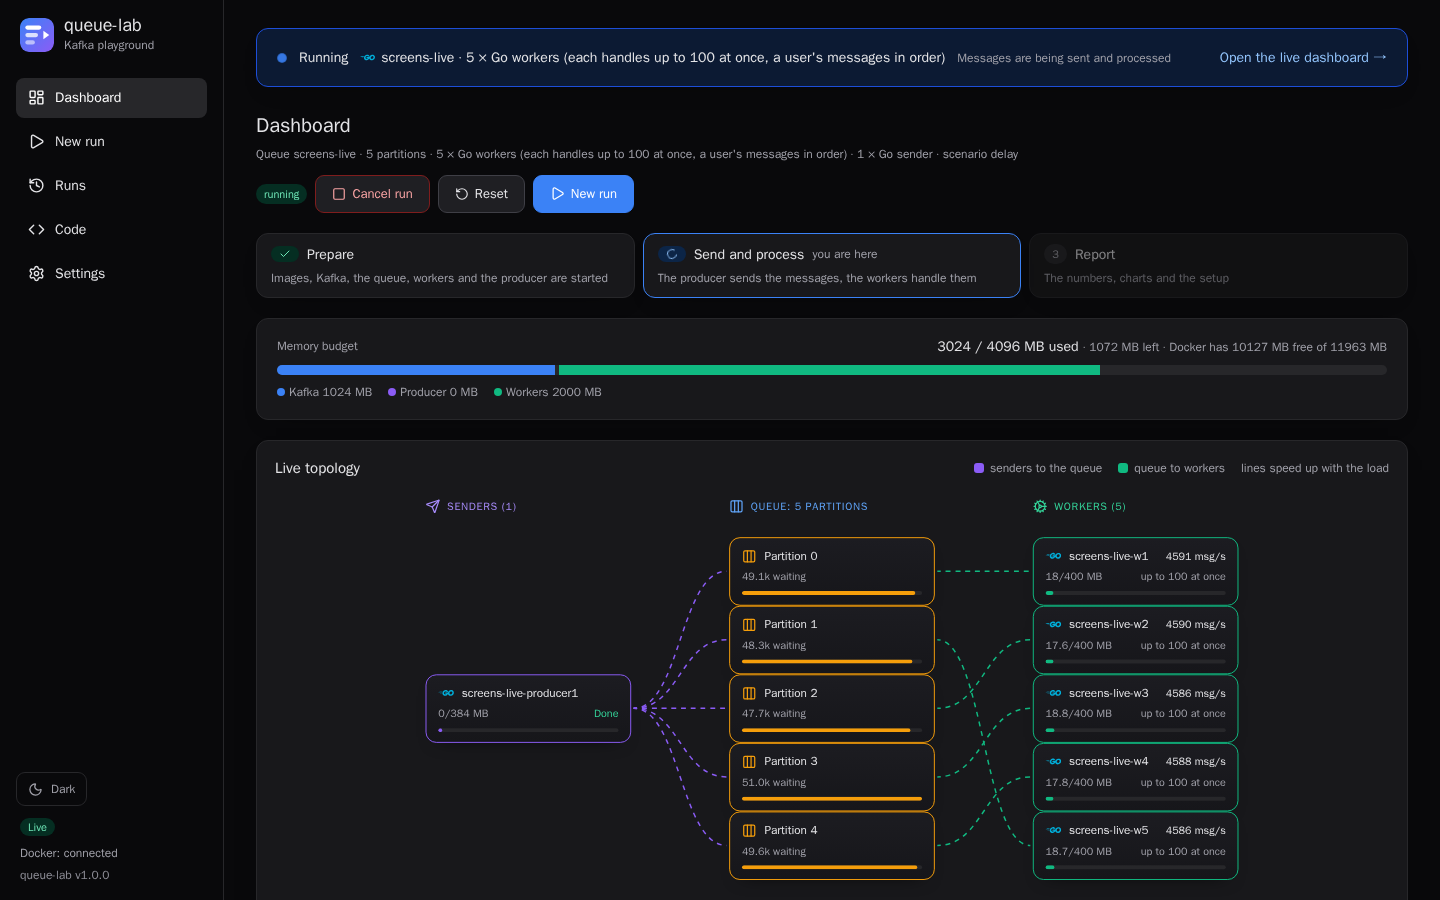 queue-lab
Kafka playground
Dashboard
New run
Runs
Code
Settings
Dark
Live
Docker: connected
queue-lab v1.0.0
Running GO screens-live · 5 × Go workers (each handles up to 100 at once, a user's messages in order) Messages are being sent and processed Open the live dashboard →
Dashboard
Queue screens-live · 5 partitions · 5 × Go workers (each handles up to 100 at once, a user's messages in order) · 1 × Go sender · scenario delay
running Cancel run Reset New run
Prepare
Images, Kafka, the queue, workers and the producer are started
Send and process you are here
The producer sends the messages, the workers handle them
3 Report
The numbers, charts and the setup
Memory budget 3024 / 4096 MB used · 1072 MB left · Docker has 10127 MB free of 11963 MB
Kafka 1024 MB Producer 0 MB Workers 2000 MB
Live topology senders to the queue queue to workers lines speed up with the load
SENDERS (1)
GO screens-live-producer1
0/384 MB Done
QUEUE: 5 PARTITIONS
Partition 0
49.1k waiting
Partition 1
48.3k waiting
Partition 2
47.7k waiting
Partition 3
51.0k waiting
Partition 4
49.6k waiting
WORKERS (5)
GO screens-live-w1 4591 msg/s
18/400 MB up to 100 at once
GO screens-live-w2 4590 msg/s
17.6/400 MB up to 100 at once
GO screens-live-w3 4586 msg/s
18.8/400 MB up to 100 at once
GO screens-live-w4 4588 msg/s
17.8/400 MB up to 100 at once
GO screens-live-w5 4586 msg/s
18.7/400 MB up to 100 at once